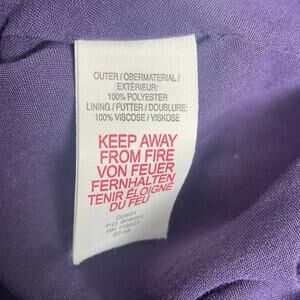 OUTER / OBERMATERIAL /
EXTÉRIEUR:
100% POLYESTER
LINING / FUTTER / DOUBLURE:
100% VISCOSE / VISKOSE
KEEP AWAY
FROM FIRE
VON FEUER
FERNHALTEN
TENIR ÉLOIGNÉ
DU FEU